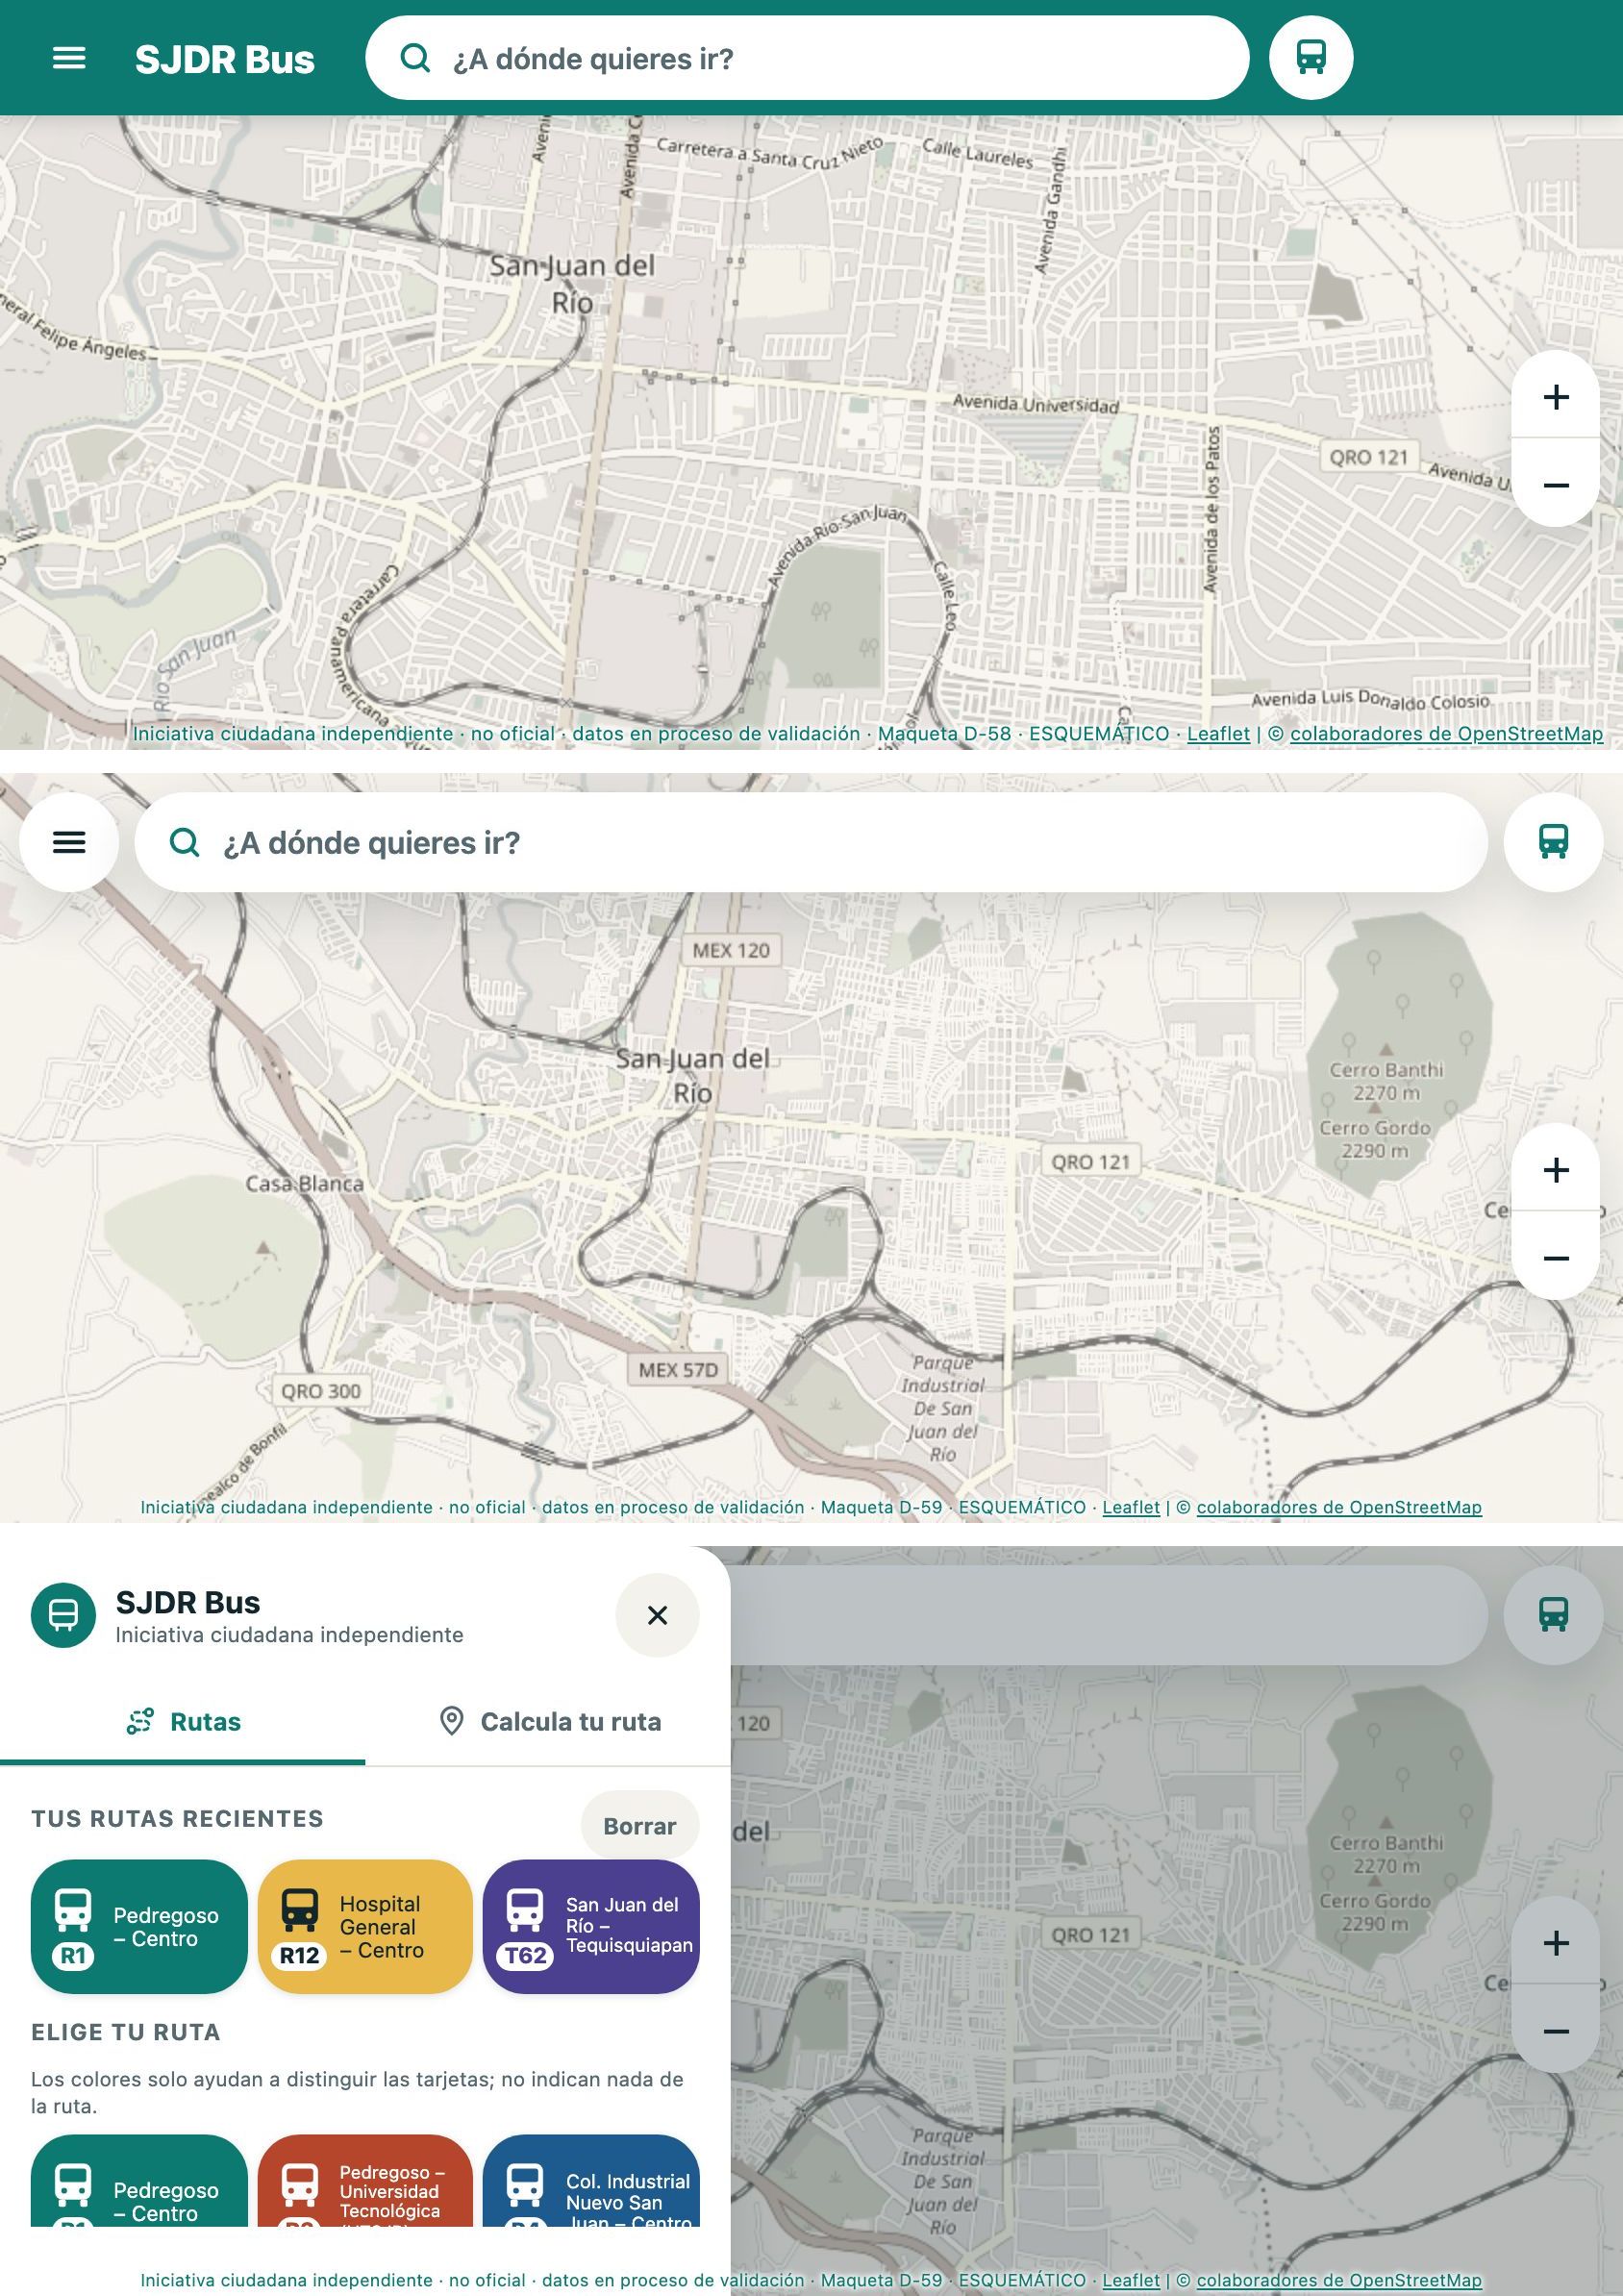 SJDR Bus
¿A dónde quieres ir?
Carretera a Santa Cruz Nieto
Calle Laureles
Avenida Gandhi
San Juan del
Río
neral Felipe Ángeles
Avenida Universidad
QRO 121
Avenida U
Avenida de los Patos
Avenida Río San Juan
Calle Leo
Carretera Panamericana
Río San Juan
Avenida Luis Donaldo Colosio
+
−
Iniciativa ciudadana independiente · no oficial · datos en proceso de validación · Maqueta D-58 · ESQUEMÁTICO · Leaflet | © colaboradores de OpenStreetMap
¿A dónde quieres ir?
MEX 120
San Juan del
Río
Cerro Banthi
2270 m
Cerro Gordo
2290 m
QRO 121
Casa Blanca
+
−
MEX 57D
QRO 300
Parque
Industrial
De San
Juan del
Río
ealco de Bonfil
Iniciativa ciudadana independiente · no oficial · datos en proceso de validación · Maqueta D-59 · ESQUEMÁTICO · Leaflet | © colaboradores de OpenStreetMap
SJDR Bus
Iniciativa ciudadana independiente
Rutas
Calcula tu ruta
TUS RUTAS RECIENTES
Borrar
Pedregoso
– Centro
R1
Hospital
General
– Centro
R12
San Juan del
Río –
Tequisquiapan
T62
ELIGE TU RUTA
Los colores solo ayudan a distinguir las tarjetas; no indican nada de
la ruta.
Pedregoso
– Centro
Pedregoso –
Universidad
Tecnológica
Col. Industrial
Nuevo San
Juan – Centro
120
del
Cerro Banthi
2270 m
Cerro Gordo
2290 m
QRO 121
+
−
Parque
Industrial
De San
Juan del
Río
Iniciativa ciudadana independiente · no oficial · datos en proceso de validación · Maqueta D-59 · ESQUEMÁTICO · Leaflet | © colaboradores de OpenStreetMap